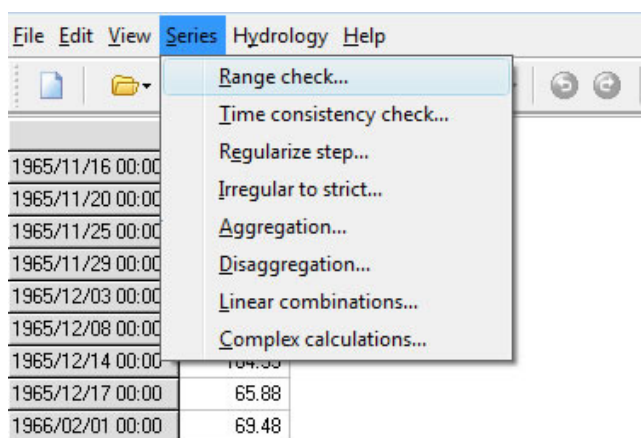 File Edit View Series Hydrology Help
Range check...
Time consistency check...
Regularize step...
Irregular to strict...
Aggregation...
Disaggregation...
Linear combinations...
Complex calculations...
1965/11/16 00:00
1965/11/20 00:00
1965/11/25 00:00
1965/11/29 00:00
1965/12/03 00:00
1965/12/08 00:00
1965/12/14 00:00
1965/12/17 00:00 65.88
1966/02/01 00:00 69.48